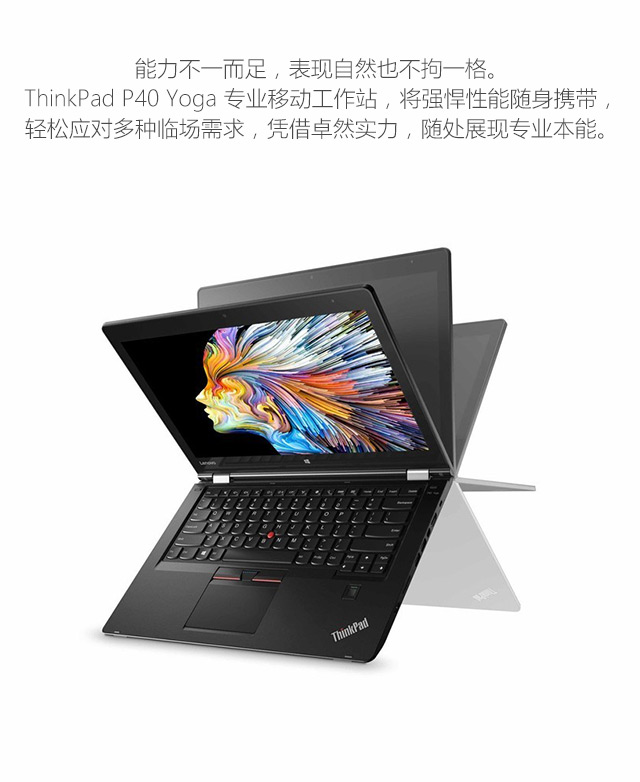 能力不一而足，表现自然也不拘一格。
ThinkPad P40 Yoga 专业移动工作站，将强悍性能随身携带，
轻松应对多种临场需求，凭借卓然实力，随处展现专业本能。
Lenovo
ThinkPad